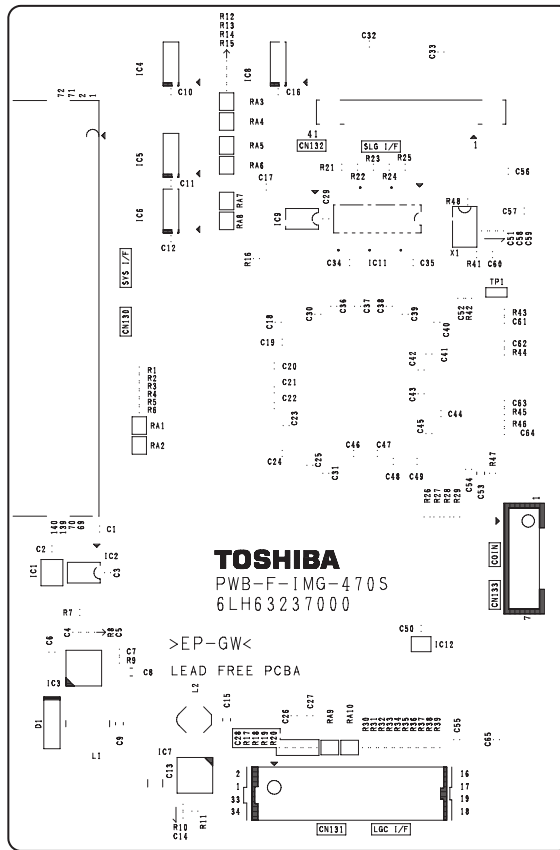 R12
R13
R14
R15
IC4
C10
IC8
C16
C32
C33
72
71
2
1
RA3
RA4
RA5
RA6
RA7
RA8
41
CN132
SLG I/F
1
IC5
C11
IC6
C12
C17
R21
R22
R23
R24
R25
C29
IC9
C56
R48
C57
X1
C51
C58
C59
R41
C60
R16
C34
IC11
C35
TP1
SYS I/F
CN130
C18
C19
C20
C21
C22
C23
C24
C30
C36
C37
C38
C39
C40
C41
C42
C43
C44
C45
C52
R42
R43
C61
C62
R44
C63
R45
R46
C64
R1
R2
R3
R4
R5
R6
RA1
RA2
C25
C31
C46
C47
C48
C49
R26
R27
R28
R29
C54
C53
R47
140
139
70
69
C1
C2
IC1
IC2
C3
TOSHIBA
PWB-F-IMG-470S
6LH63237000
1
COIN
CN133
7
R7
C4
R8
C5
C6
C7
R9
IC3
C8
>EP-GW<
LEAD FREE PCBA
C50
IC12
D1
L1
C9
L2
C15
C26
C27
RA9
RA10
C28
R17
R18
R19
R20
R30
R31
R32
R33
R34
R35
R36
R37
R38
R39
C55
C65
IC7
C13
R10
C14
R11
2
1
33
34
16
17
19
18
CN131
LGC I/F